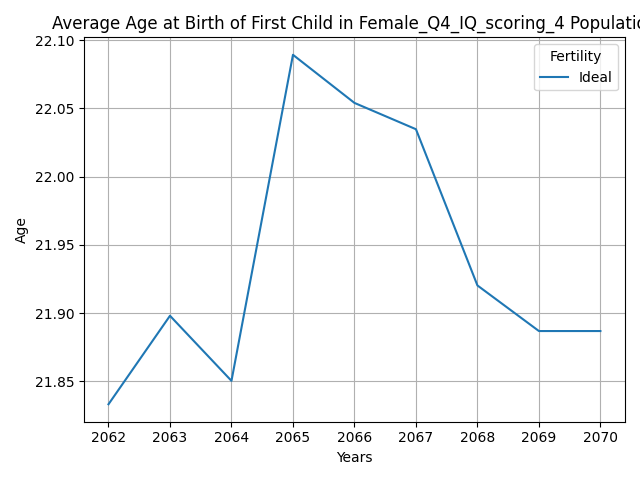 Average Age at Birth of First Child in Female_Q4_IQ_scoring_4 Populatio
22.10
22.05
22.00
21.95
21.90
21.85
Age
Fertility
Ideal
2062 2063 2064 2065 2066 2067 2068 2069 2070
Years